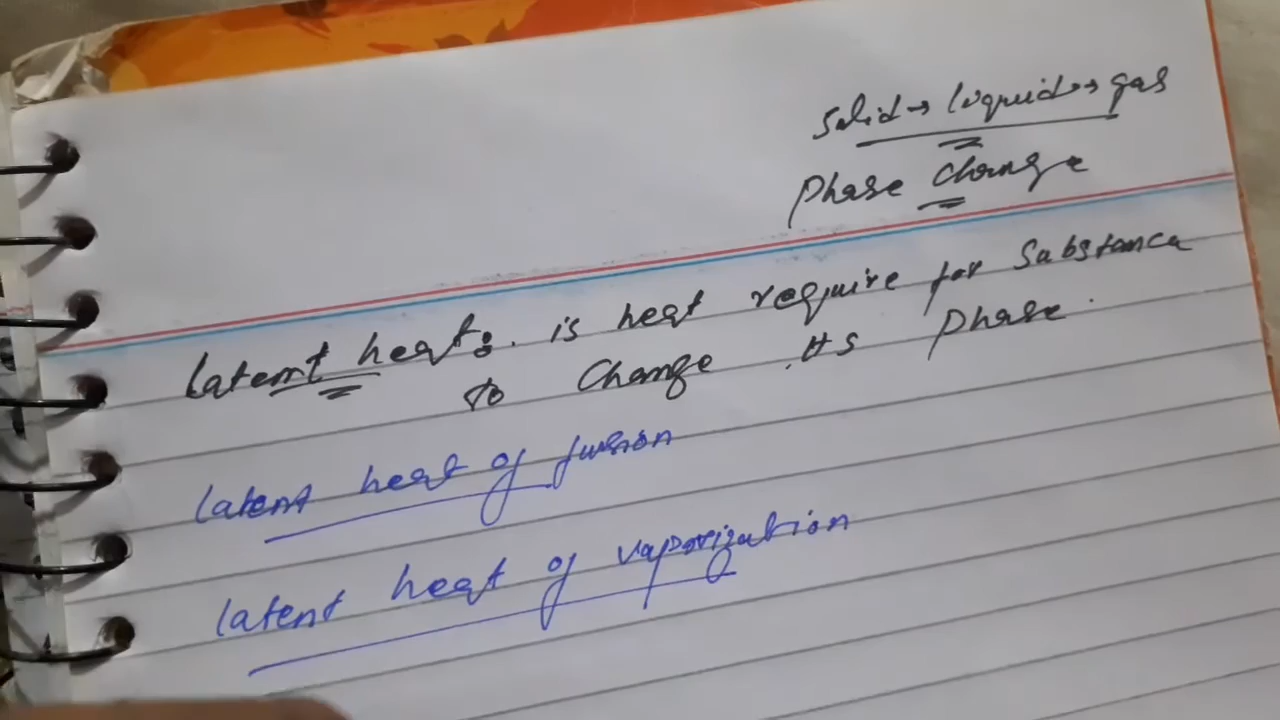 Solid → liquid → gas
Phase change
latent heat: is heat require for Substance
to Change its phase.
latent heat of fusion
latent heat of vaporization